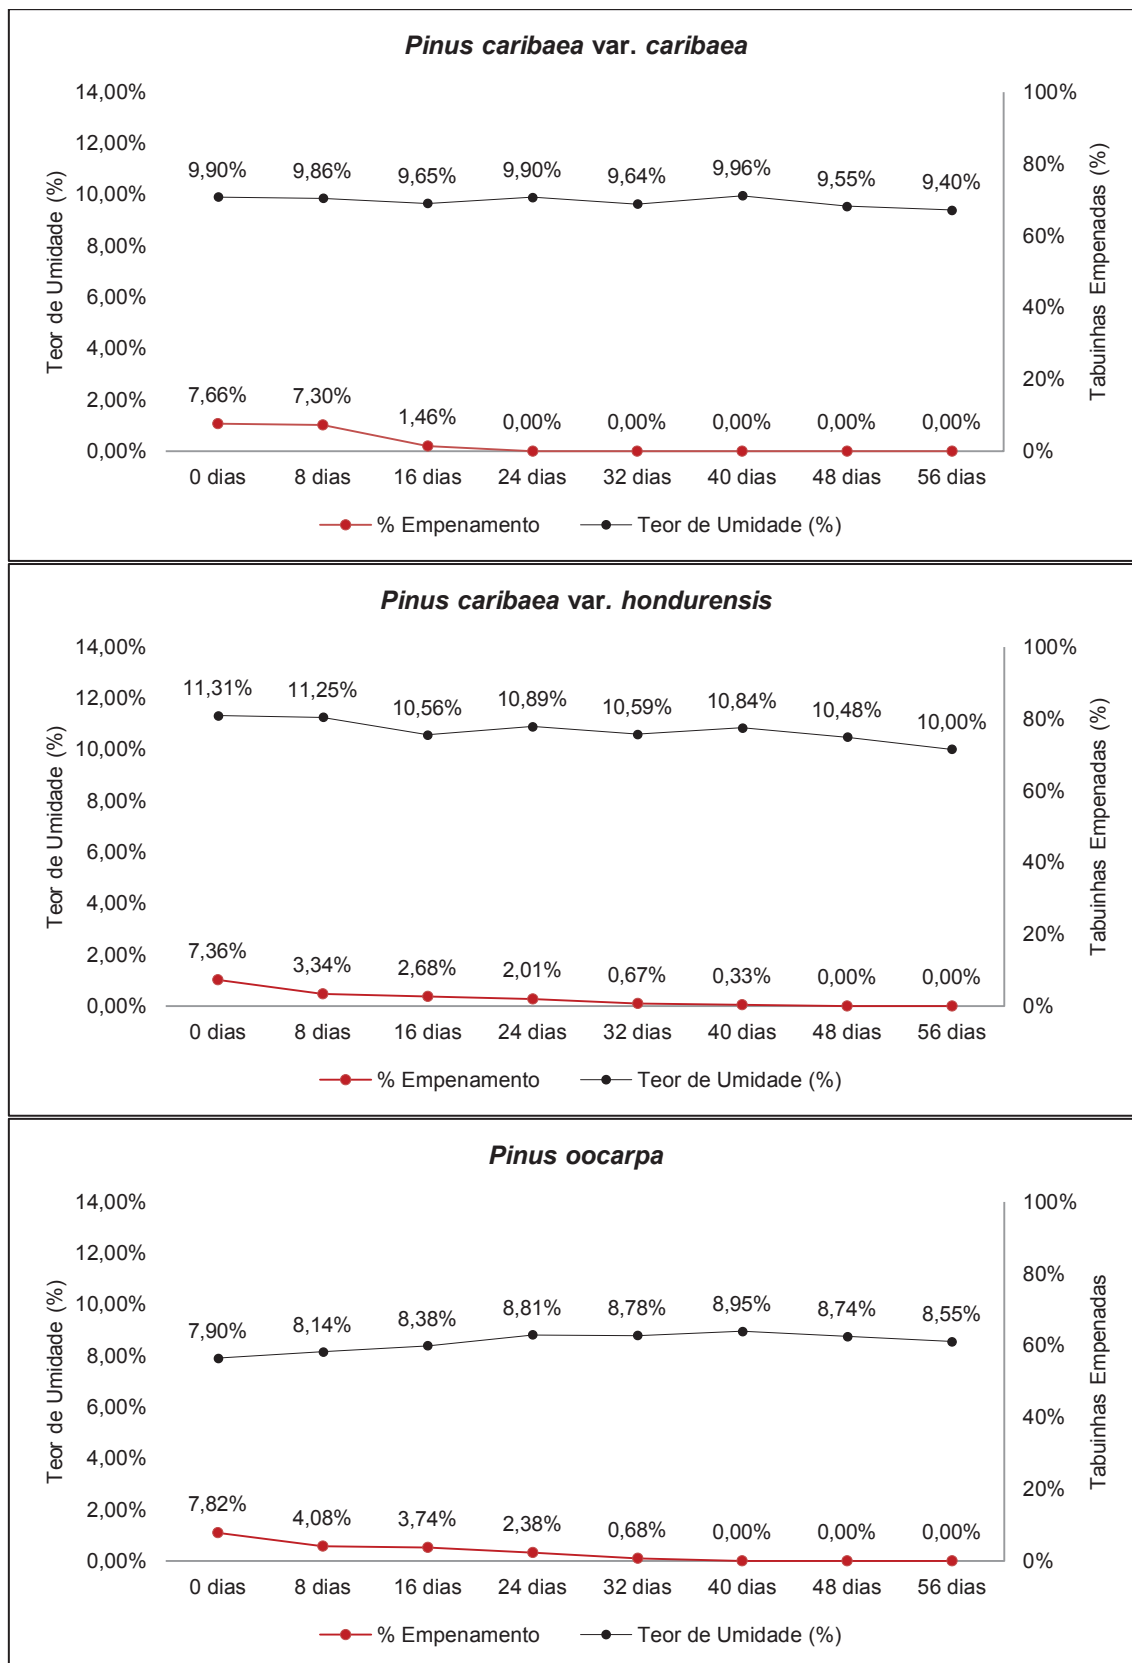 Pinus caribaea var. caribaea
14,00%
12,00%
10,00%
8,00%
6,00%
4,00%
2,00%
0,00%
Teor de Umidade (%)
100%
80%
60%
40%
20%
0%
Tabuinhas Empenadas (%)
9,90% 9,86% 9,65% 9,90% 9,64% 9,96% 9,55% 9,40%
7,66% 7,30% 1,46% 0,00% 0,00% 0,00% 0,00% 0,00%
0 dias 8 dias 16 dias 24 dias 32 dias 40 dias 48 dias 56 dias
% Empenamento Teor de Umidade (%)
Pinus caribaea var. hondurensis
14,00%
12,00%
10,00%
8,00%
6,00%
4,00%
2,00%
0,00%
Teor de Umidade (%)
100%
80%
60%
40%
20%
0%
Tabuinhas Empenadas (%)
11,31% 11,25% 10,56% 10,89% 10,59% 10,84% 10,48% 10,00%
7,36% 3,34% 2,68% 2,01% 0,67% 0,33% 0,00% 0,00%
0 dias 8 dias 16 dias 24 dias 32 dias 40 dias 48 dias 56 dias
% Empenamento Teor de Umidade (%)
Pinus oocarpa
14,00%
12,00%
10,00%
8,00%
6,00%
4,00%
2,00%
0,00%
Teor de Umidade (%)
100%
80%
60%
40%
20%
0%
Tabuinhas Empenadas
7,90% 8,14% 8,38% 8,81% 8,78% 8,95% 8,74% 8,55%
7,82% 4,08% 3,74% 2,38% 0,68% 0,00% 0,00% 0,00%
0 dias 8 dias 16 dias 24 dias 32 dias 40 dias 48 dias 56 dias
% Empenamento Teor de Umidade (%)